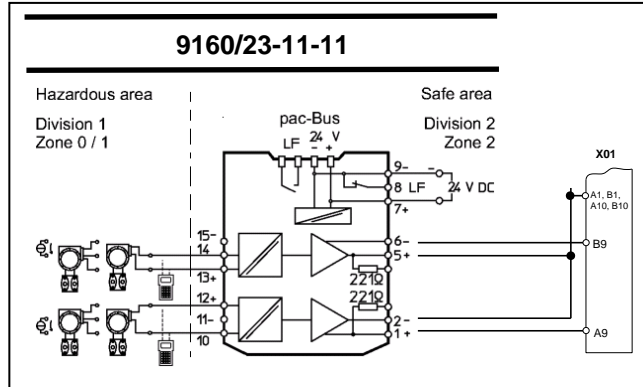 9160/23-11-11
Hazardous area
Safe area
Division 1
Zone 0 / 1
pac-Bus
Division 2
Zone 2
LF 24 V
- +
X01
9- -
8 LF 24 V DC
7+ +
A1, B1,
A10, B10
15-
14
13+
6-
5+
B9
221Ω
221Ω
12+
11-
10
2-
1+
A9